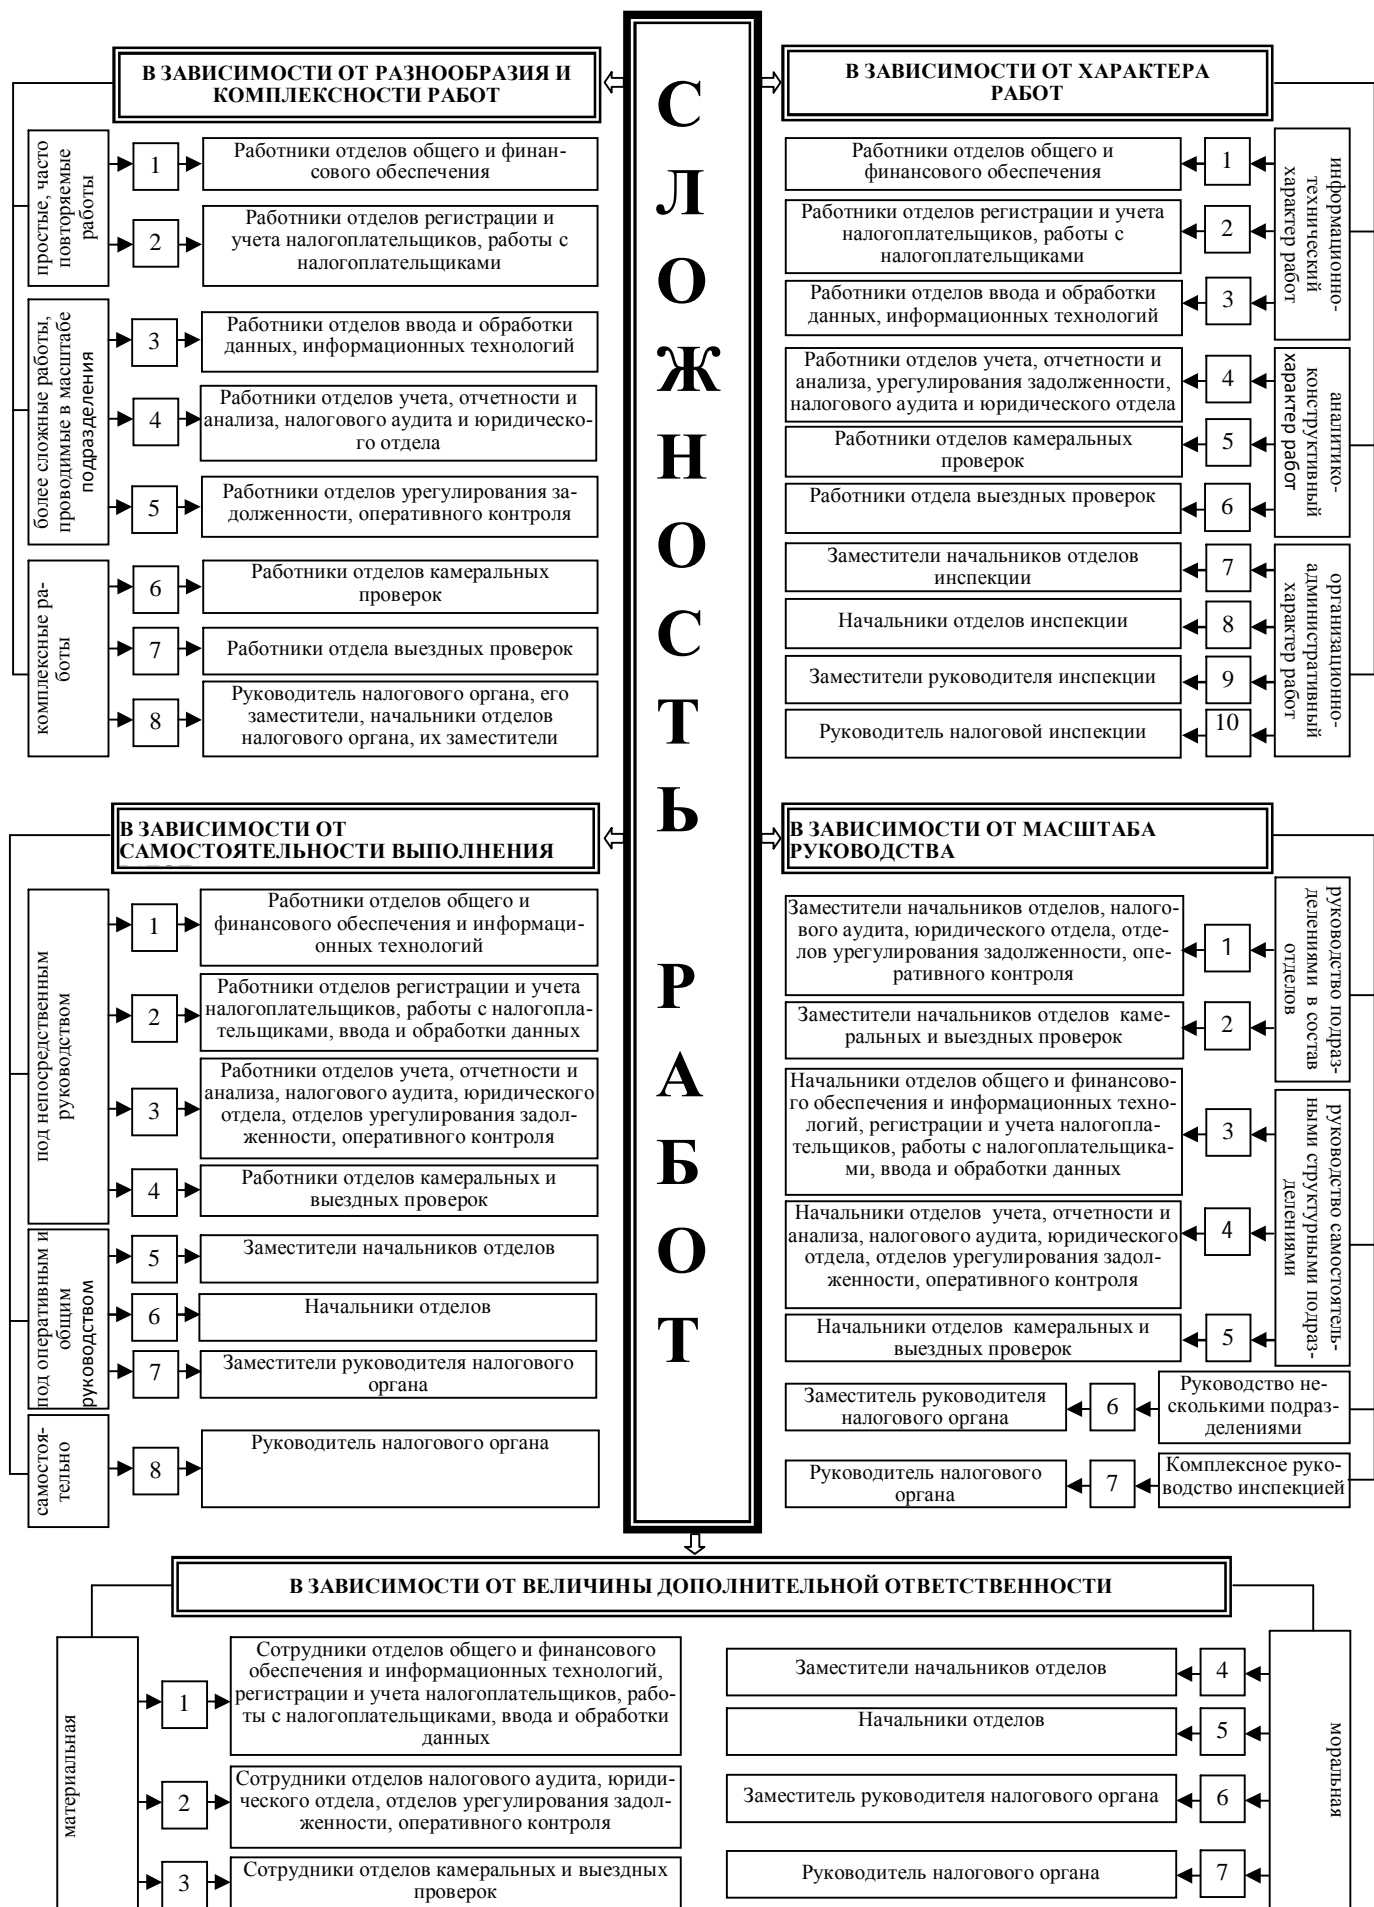 СЛОЖНОСТЬ РАБОТ
В ЗАВИСИМОСТИ ОТ РАЗНООБРАЗИЯ И
КОМПЛЕКСНОСТИ РАБОТ
простые, часто
повторяемые
работы
1
Работники отделов общего и финан-
сового обеспечения
2
Работники отделов регистрации и
учета налогоплательщиков, работы с
налогоплательщиками
более сложные работы,
проводимые в масштабе
подразделения
3
Работники отделов ввода и обработки
данных, информационных технологий
4
Работники отделов учета, отчетности и
анализа, налогового аудита и юридическо-
го отдела
5
Работники отделов урегулирования за-
долженности, оперативного контроля
комплексные ра-
боты
6
Работники отделов камеральных
проверок
7
Работники отдела выездных проверок
8
Руководитель налогового органа, его
заместители, начальники отделов
налогового органа, их заместители
В ЗАВИСИМОСТИ ОТ ХАРАКТЕРА
РАБОТ
информационно-
технический
характер работ
Работники отделов общего и
финансового обеспечения
1
Работники отделов регистрации и учета
налогоплательщиков, работы с
налогоплательщиками
2
Работники отделов ввода и обработки
данных, информационных технологий
3
аналитико-
конструктивный
характер работ
Работники отделов учета, отчетности и
анализа, урегулирования задолженности,
налогового аудита и юридического отдела
4
Работники отделов камеральных
проверок
5
Работники отдела выездных проверок
6
организационно-
административный
характер работ
Заместители начальников отделов
инспекции
7
Начальники отделов инспекции
8
Заместители руководителя инспекции
9
Руководитель налоговой инспекции
10
В ЗАВИСИМОСТИ ОТ
САМОСТОЯТЕЛЬНОСТИ ВЫПОЛНЕНИЯ
под непосредственным
руководством
1
Работники отделов общего и
финансового обеспечения и информаци-
онных технологий
2
Работники отделов регистрации и учета
налогоплательщиков, работы с налогопла-
тельщиками, ввода и обработки данных
3
Работники отделов учета, отчетности и
анализа, налогового аудита, юридического
отдела, отделов урегулирования задол-
женности, оперативного контроля
4
Работники отделов камеральных и
выездных проверок
под оперативным и
общим
руководством
5
Заместители начальников отделов
6
Начальники отделов
7
Заместители руководителя налогового
органа
самостоя-
тельно
8
Руководитель налогового органа
В ЗАВИСИМОСТИ ОТ МАСШТАБА
РУКОВОДСТВА
руководство подраз-
делениями в состав
отделов
Заместители начальников отделов, налого-
вого аудита, юридического отдела, отде-
лов урегулирования задолженности, опе-
ративного контроля
1
Заместители начальников отделов каме-
ральных и выездных проверок
2
руководство самостоятель-
ными структурными подраз-
делениями
Начальники отделов общего и финансово-
го обеспечения и информационных техно-
логий, регистрации и учета налогопла-
тельщиков, работы с налогоплательщика-
ми, ввода и обработки данных
3
Начальники отделов учета, отчетности и
анализа, налогового аудита, юридического
отдела, отделов урегулирования задол-
женности, оперативного контроля
4
Начальники отделов камеральных и
выездных проверок
5
Заместитель руководителя
налогового органа
6
Руководство не-
сколькими подраз-
делениями
Руководитель налогового
органа
7
Комплексное руко-
водство инспекцией
В ЗАВИСИМОСТИ ОТ ВЕЛИЧИНЫ ДОПОЛНИТЕЛЬНОЙ ОТВЕТСТВЕННОСТИ
материальная
1
Сотрудники отделов общего и финансового
обеспечения и информационных технологий,
регистрации и учета налогоплательщиков, рабо-
ты с налогоплательщиками, ввода и обработки
данных
2
Сотрудники отделов налогового аудита, юриди-
ческого отдела, отделов урегулирования задол-
женности, оперативного контроля
3
Сотрудники отделов камеральных и выездных
проверок
моральная
Заместители начальников отделов
4
Начальники отделов
5
Заместитель руководителя налогового органа
6
Руководитель налогового органа
7